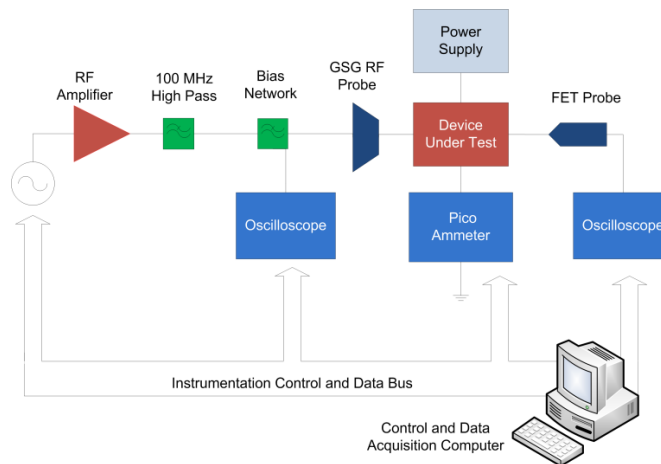 Power
Supply
RF
Amplifier
100 MHz
High Pass
Bias
Network
GSG RF
Probe
FET Probe
Device
Under Test
Oscilloscope
Pico
Ammeter
Oscilloscope
Instrumentation Control and Data Bus
Control and Data
Acquisition Computer